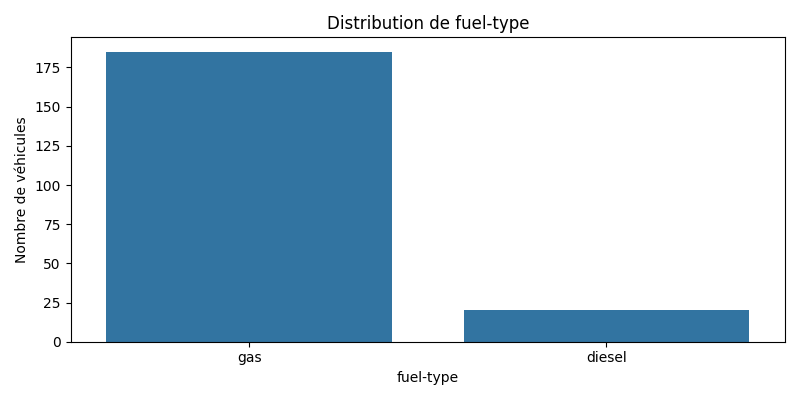 Distribution de fuel-type
Nombre de véhicules
175
150
125
100
75
50
25
0
gas
diesel
fuel-type